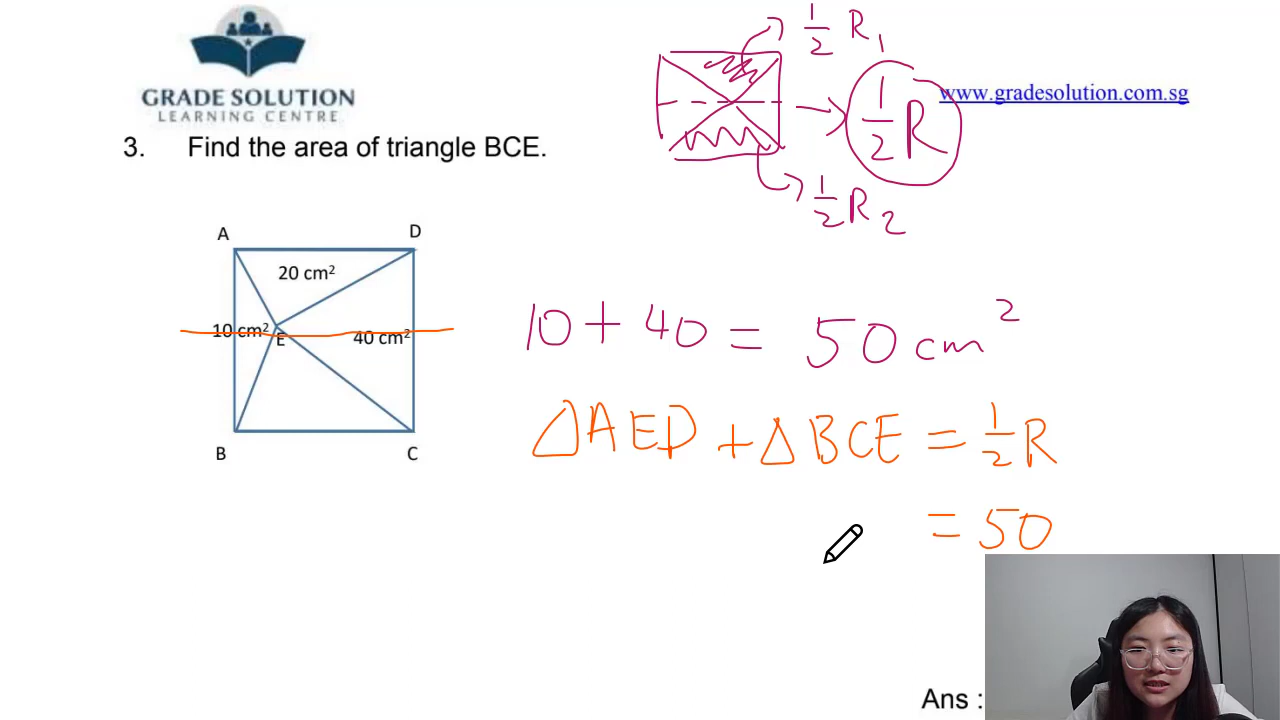 GRADE SOLUTION
LEARNING CENTRE
www.gradesolution.com.sg
3. Find the area of triangle BCE.
1/2 R1
1/2 R
1/2 R2
A D
20 cm²
10 cm² E 40 cm²
B C
10 + 40 = 50 cm²
△AED + △BCE = 1/2 R
= 50
Ans :